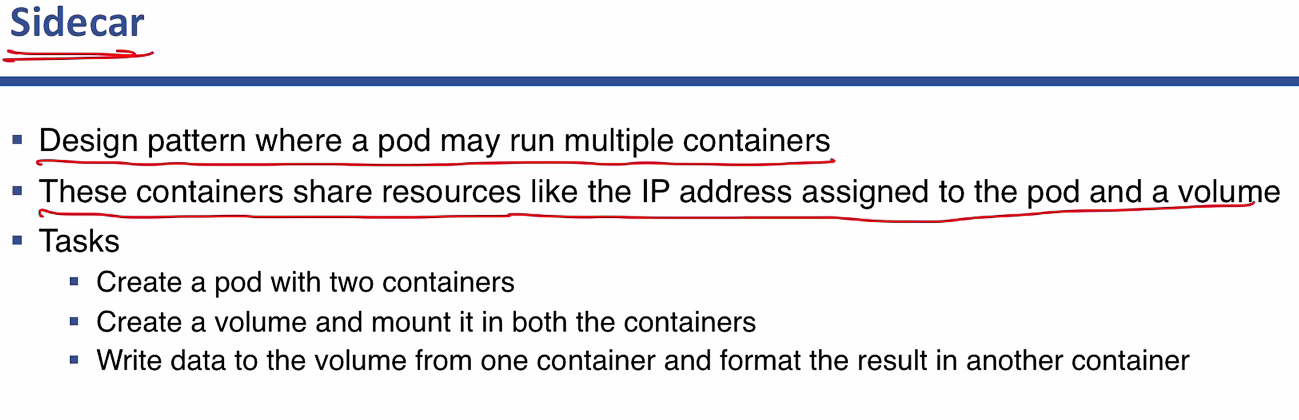 Sidecar
Design pattern where a pod may run multiple containers
These containers share resources like the IP address assigned to the pod and a volume
Tasks
Create a pod with two containers
Create a volume and mount it in both the containers
Write data to the volume from one container and format the result in another container